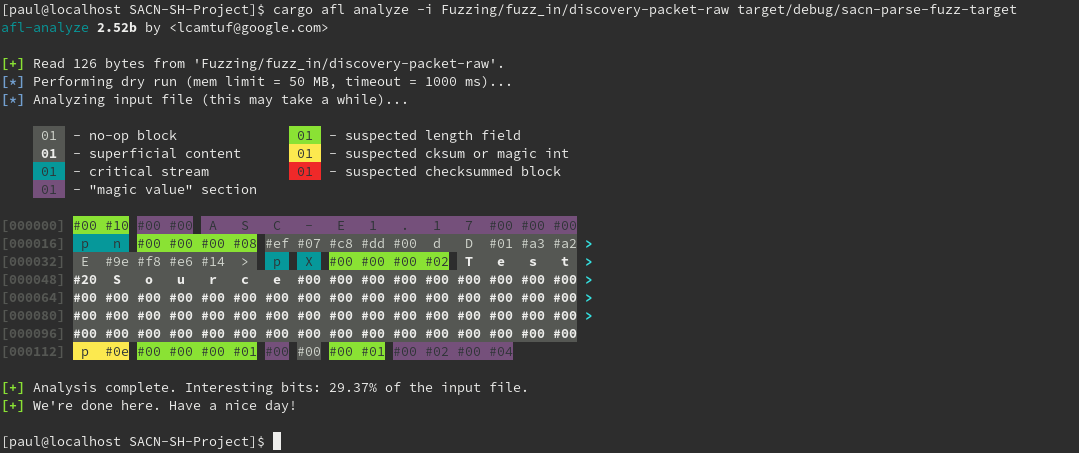 [paul@localhost SACN-SH-Project]$ cargo afl analyze -i Fuzzing/fuzz_in/discovery-packet-raw target/debug/sacn-parse-fuzz-target
afl-analyze 2.52b by <lcamtuf@google.com>
[+] Read 126 bytes from 'Fuzzing/fuzz_in/discovery-packet-raw'.
[*] Performing dry run (mem limit = 50 MB, timeout = 1000 ms)...
[*] Analyzing input file (this may take a while)...
01 - no-op block 01 - suspected length field
01 - superficial content 01 - suspected cksum or magic int
01 - critical stream 01 - suspected checksummed block
01 - "magic value" section
[000000] #00 #10 #00 #00 A S C - E 1 . 1 7 #00 #00 #00
[000016] p n #00 #00 #00 #08 #ef #07 #c8 #dd #00 d D #01 #a3 #a2 >
[000032] E #9e #f8 #e6 #14 > p X #00 #00 #00 #02 T e s t >
[000048] #20 S o u r c e #00 #00 #00 #00 #00 #00 #00 #00 #00 >
[000064] #00 #00 #00 #00 #00 #00 #00 #00 #00 #00 #00 #00 #00 #00 #00 #00 >
[000080] #00 #00 #00 #00 #00 #00 #00 #00 #00 #00 #00 #00 #00 #00 #00 #00 >
[000096] #00 #00 #00 #00 #00 #00 #00 #00 #00 #00 #00 #00 #00 #00 #00 #00
[000112] p #0e #00 #00 #00 #01 #00 #00 #00 #01 #00 #02 #00 #04
[+] Analysis complete. Interesting bits: 29.37% of the input file.
[+] We're done here. Have a nice day!
[paul@localhost SACN-SH-Project]$